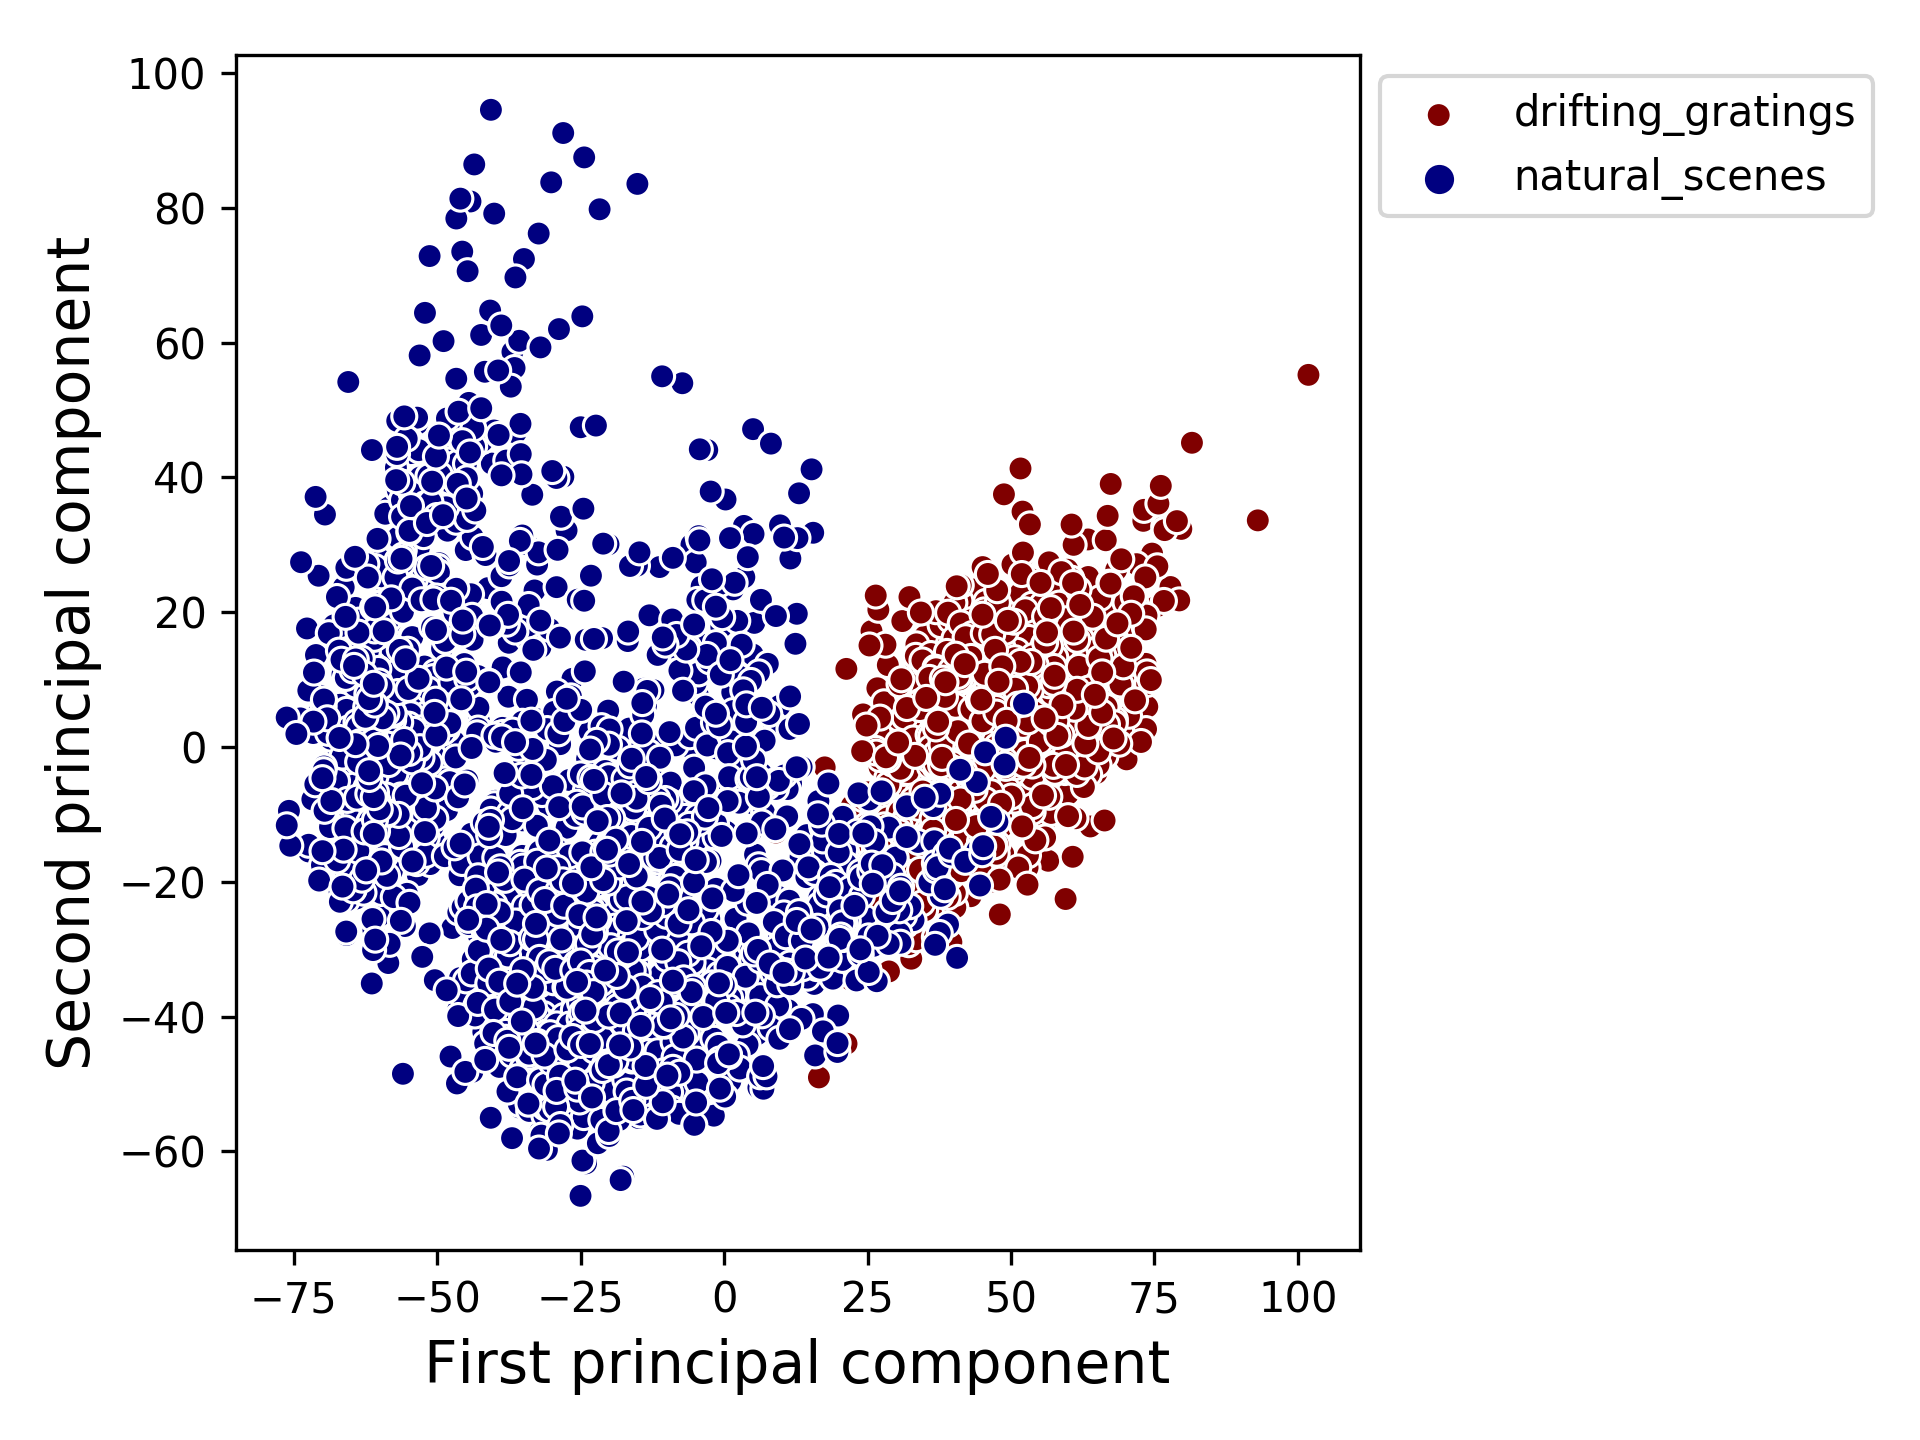 drifting_gratings
natural_scenes
100
80
60
40
20
0
−20
−40
−60
Second principal component
−75 −50 −25 0 25 50 75 100
First principal component